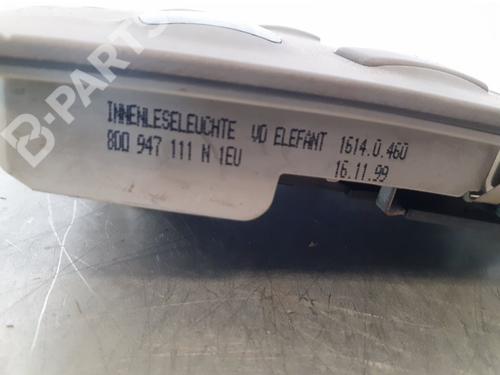 INNENLESELEUCHTE VO ELEFANT 1614.0.460
8D0 947 111 N 1EU 16.11.99
B-PARTS